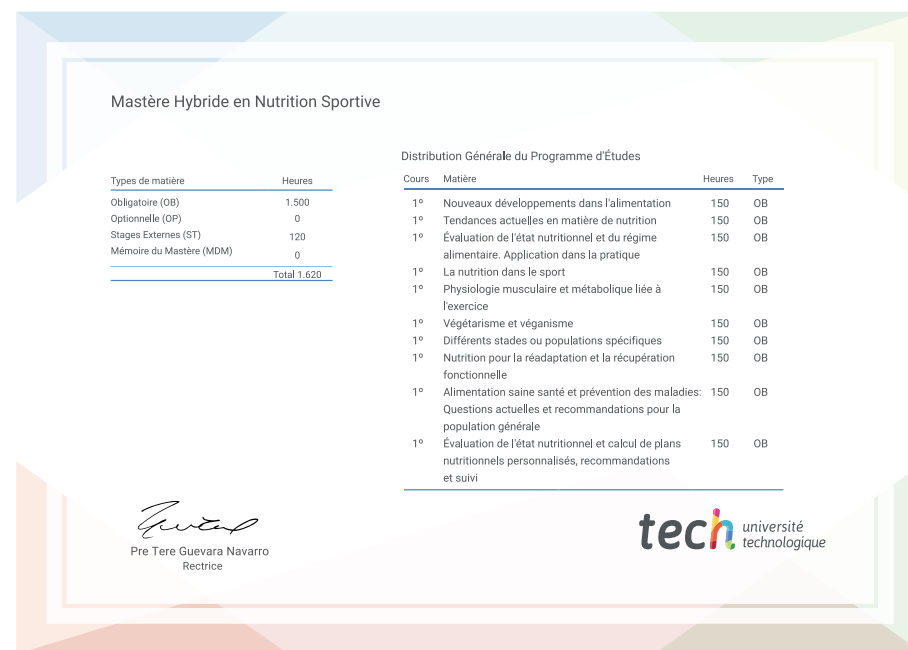 Mastère Hybride en Nutrition Sportive
Types de matière Heures
Obligatoire (OB) 1.500
Optionnelle (OP) 0
Stages Externes (ST) 120
Mémoire du Mastère (MDM) 0
Total 1.620
Distribution Générale du Programme d'Études
Cours Matière Heures Type
1º Nouveaux développements dans l'alimentation 150 OB
1º Tendances actuelles en matière de nutrition 150 OB
1º Évaluation de l'état nutritionnel et du régime 150 OB
alimentaire. Application dans la pratique
1º La nutrition dans le sport 150 OB
1º Physiologie musculaire et métabolique liée à 150 OB
l'exercice
1º Végétarisme et véganisme 150 OB
1º Différents stades ou populations spécifiques 150 OB
1º Nutrition pour la réadaptation et la récupération 150 OB
fonctionnelle
1º Alimentation saine santé et prévention des maladies: 150 OB
Questions actuelles et recommandations pour la
population générale
1º Évaluation de l'état nutritionnel et calcul de plans 150 OB
nutritionnels personnalisés, recommandations
et suivi
Pre Tere Guevara Navarro
Rectrice
tech université
technologique